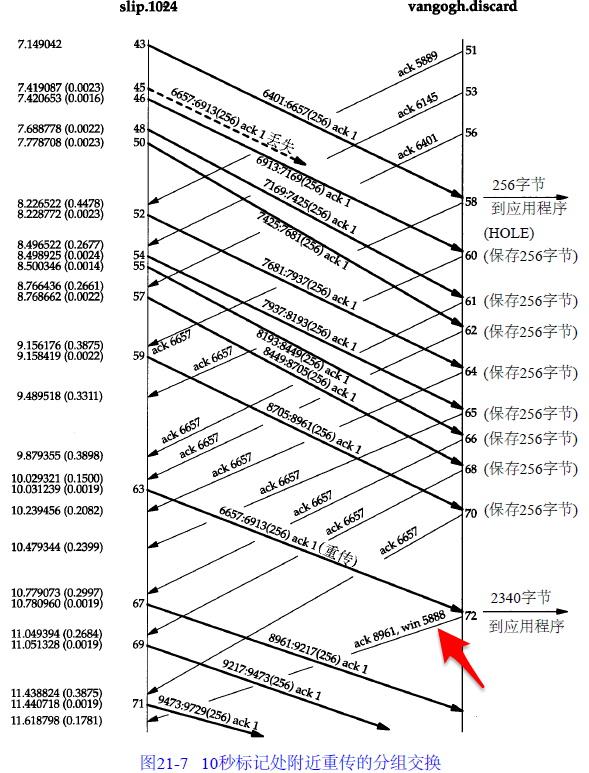 slip.1024 vangogh.discard
7.149042 43
51
ack 5889
7.419087 (0.0023) 45
7.420653 (0.0016) 46
6657:6913(256) ack 1 丢失
6401:6657(256) ack 1
ack 6145
53
7.688778 (0.0022) 48
7.778708 (0.0023) 50
ack 6401
56
6913:7169(256) ack 1
7169:7425(256) ack 1
7425:7681(256) ack 1
58
256字节
到应用程序
(HOLE)
8.226522 (0.4478)
8.228772 (0.0023) 52
8.496522 (0.2677)
8.498925 (0.0024) 54
8.500346 (0.0014) 55
60 (保存256字节)
7681:7937(256) ack 1
8.766436 (0.2661)
8.768662 (0.0022) 57
7937:8193(256) ack 1
61 (保存256字节)
8193:8449(256) ack 1
62 (保存256字节)
8449:8705(256) ack 1
9.156176 (0.3875)
9.158419 (0.0022) 59
ack 6657
ack 6657
64 (保存256字节)
9.489518 (0.3311)
8705:8961(256) ack 1
65 (保存256字节)
66 (保存256字节)
9.879355 (0.3898)
ack 6657
ack 6657
ack 6657
ack 6657
68 (保存256字节)
10.029321 (0.1500)
10.031239 (0.0019) 63
ack 6657
10.239456 (0.2082)
ack 6657
70 (保存256字节)
6657:6913(256) ack 1 (重传)
10.479344 (0.2399)
ack 6657
10.779073 (0.2997)
10.780960 (0.0019) 67
72
2340字节
到应用程序
ack 8961, win 5888
11.049394 (0.2684)
11.051328 (0.0019) 69
8961:9217(256) ack 1
9217:9473(256) ack 1
11.438824 (0.3875)
11.440718 (0.0019) 71
9473:9729(256) ack 1
11.618798 (0.1781)
图21-7 10秒标记处附近重传的分组交换